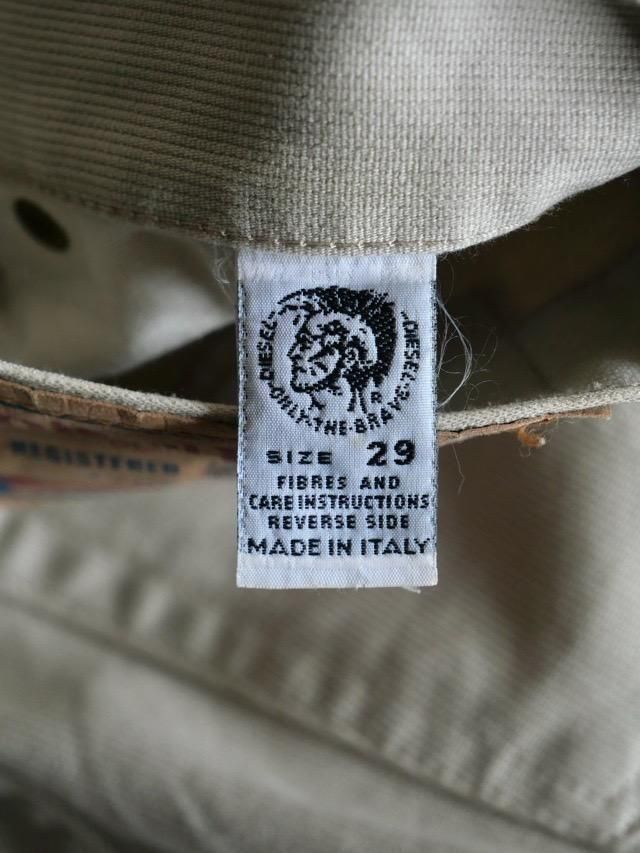 DIESEL·ONLY·THE·BRAVE·DIESEL
R
SIZE 29
FIBRES AND
CARE INSTRUCTIONS
REVERSE SIDE
MADE IN ITALY
REGISTERED